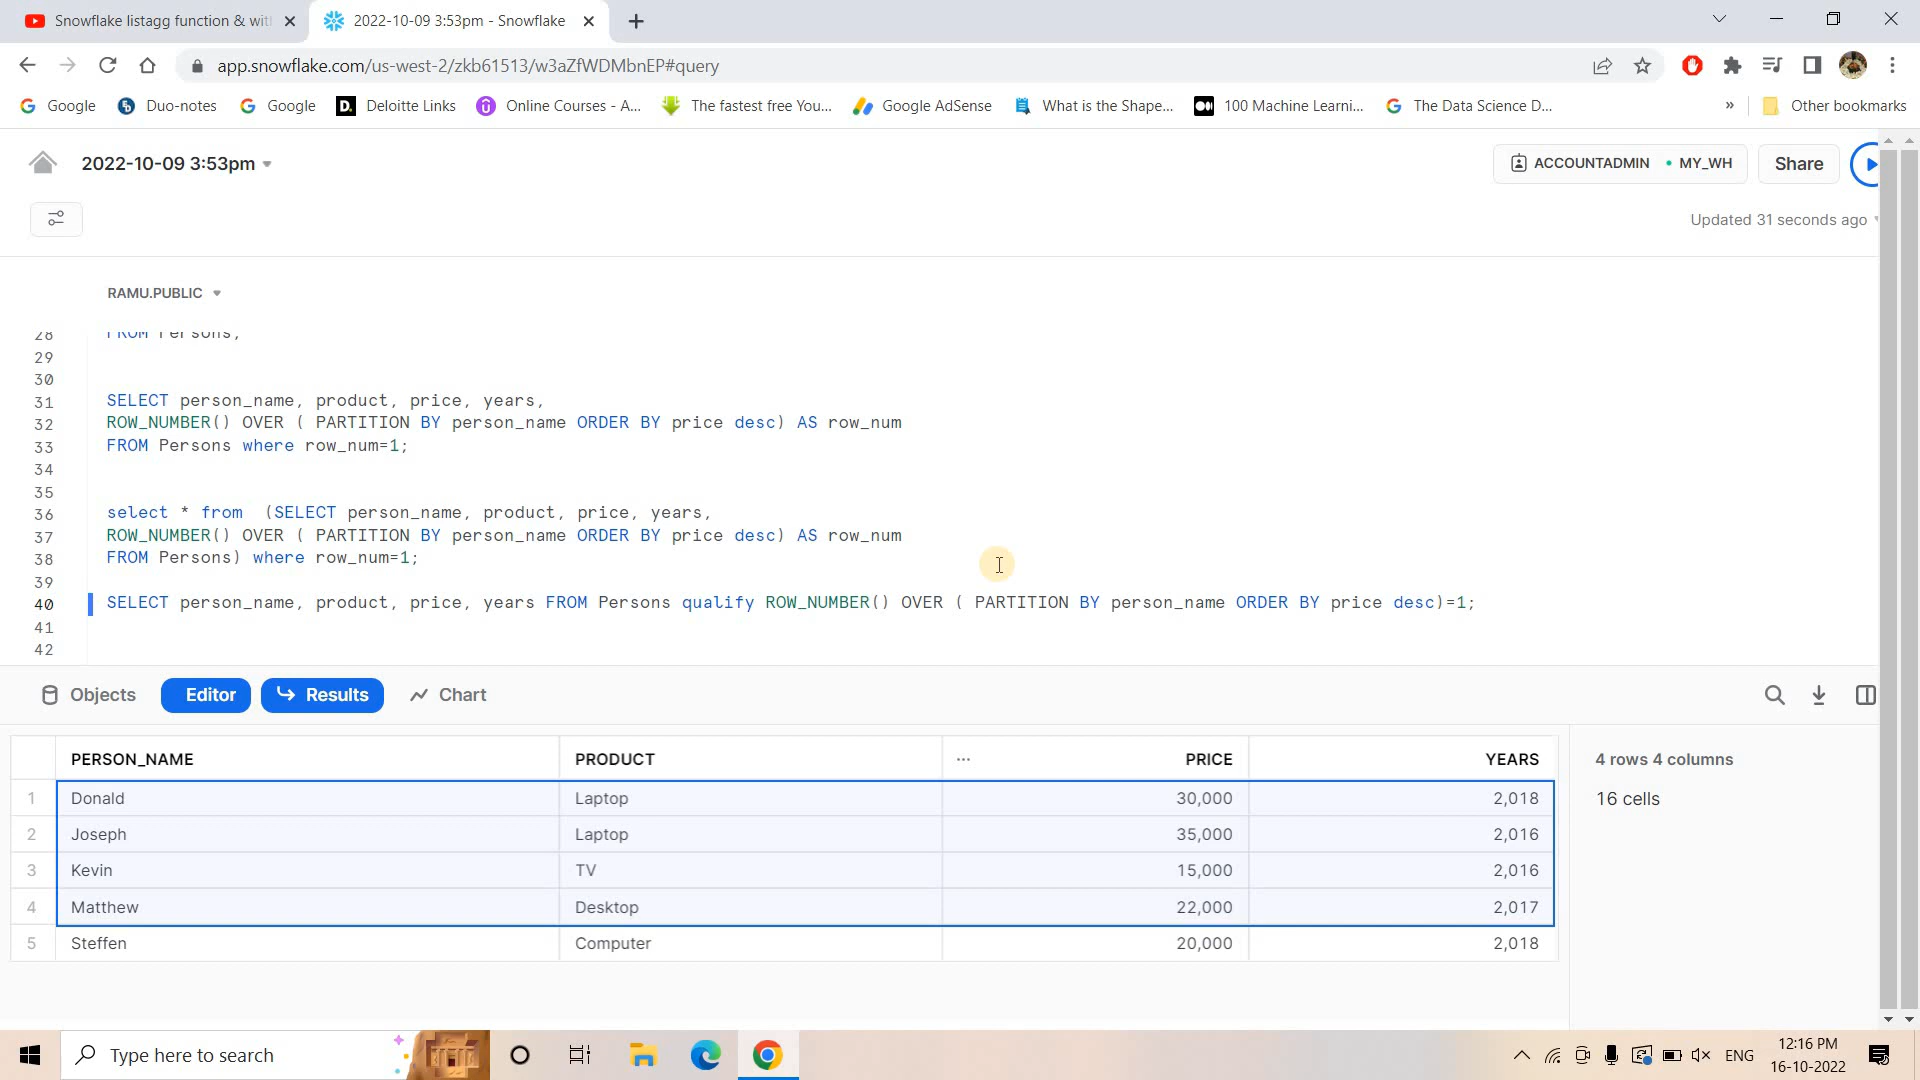 Snowflake listagg function & wit
2022-10-09 3:53pm - Snowflake
app.snowflake.com/us-west-2/zkb61513/w3aZfWDMbnEP#query
Google Duo-notes Google Deloitte Links Online Courses - A... The fastest free You... Google AdSense What is the Shape... 100 Machine Learni... The Data Science D... » Other bookmarks
2022-10-09 3:53pm
ACCOUNTADMIN • MY_WH Share
Updated 31 seconds ago
RAMU.PUBLIC
28 FROM Persons;
29
30
31 SELECT person_name, product, price, years,
32 ROW_NUMBER() OVER ( PARTITION BY person_name ORDER BY price desc) AS row_num
33 FROM Persons where row_num=1;
34
35
36 select * from  (SELECT person_name, product, price, years,
37 ROW_NUMBER() OVER ( PARTITION BY person_name ORDER BY price desc) AS row_num
38 FROM Persons) where row_num=1;
39
40 SELECT person_name, product, price, years FROM Persons qualify ROW_NUMBER() OVER ( PARTITION BY person_name ORDER BY price desc)=1;
41
42
Objects Editor Results Chart
PERSON_NAME PRODUCT ... PRICE YEARS
1 Donald Laptop 30,000 2,018
2 Joseph Laptop 35,000 2,016
3 Kevin TV 15,000 2,016
4 Matthew Desktop 22,000 2,017
5 Steffen Computer 20,000 2,018
4 rows 4 columns
16 cells
Type here to search
ENG
12:16 PM
16-10-2022